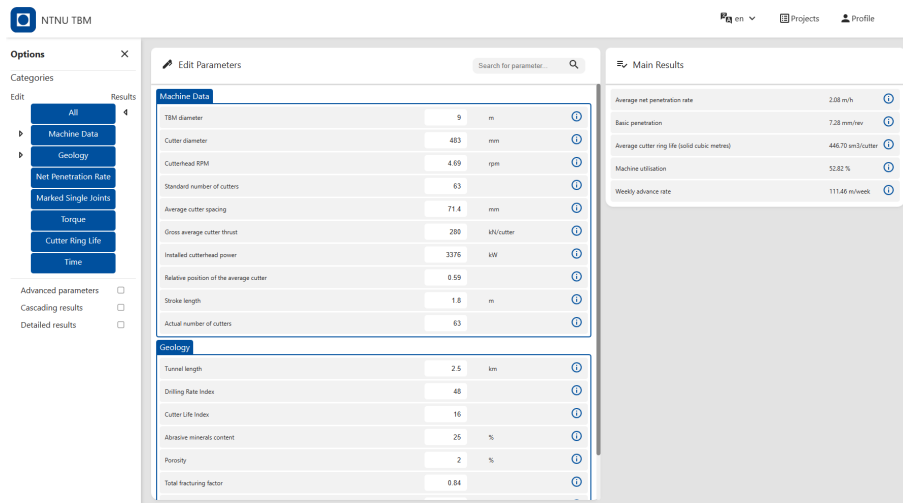 NTNU TBM
en
Projects
Profile
Options
Categories
Edit Results
All
Machine Data
Geology
Net Penetration Rate
Marked Single Joints
Torque
Cutter Ring Life
Time
Advanced parameters
Cascading results
Detailed results
Edit Parameters
Search for parameter...
Machine Data
TBM diameter 9 m
Cutter diameter 483 mm
Cutterhead RPM 4.69 rpm
Standard number of cutters 63
Average cutter spacing 71.4 mm
Gross average cutter thrust 280 kN/cutter
Installed cutterhead power 3376 kW
Relative position of the average cutter 0.59
Stroke length 1.8 m
Actual number of cutters 63
Geology
Tunnel length 2.5 km
Drilling Rate Index 48
Cutter Life Index 16
Abrasive minerals content 25 %
Porosity 2 %
Total fracturing factor 0.84
Main Results
Average net penetration rate 2.08 m/h
Basic penetration 7.28 mm/rev
Average cutter ring life (solid cubic metres) 446.70 sm3/cutter
Machine utilisation 52.82 %
Weekly advance rate 111.46 m/week